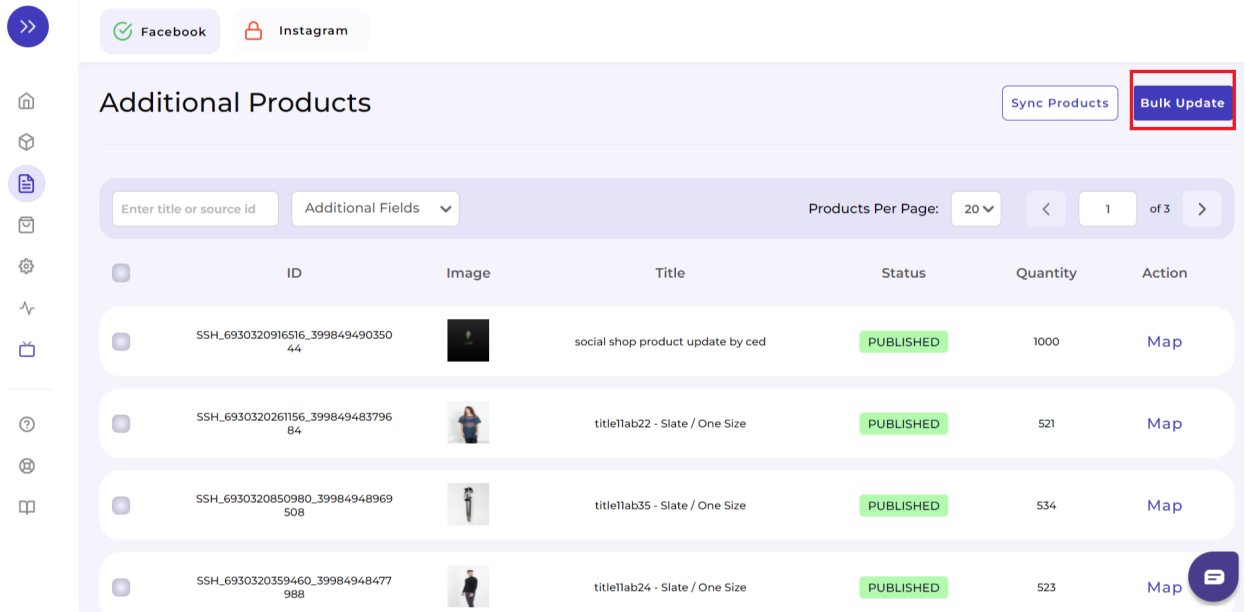 Facebook
Instagram
Additional Products
Sync Products
Bulk Update
Enter title or source id
Additional Fields
Products Per Page:
20
1
of 3
ID Image Title Status Quantity Action
SSH_6930320916516_399849490350
44
social shop product update by ced
PUBLISHED
1000
Map
SSH_6930320261156_399849483796
84
title11ab22 - Slate / One Size
PUBLISHED
521
Map
SSH_6930320850980_39984948969
508
title11ab35 - Slate / One Size
PUBLISHED
534
Map
SSH_6930320359460_39984948477
988
title11ab24 - Slate / One Size
PUBLISHED
523
Map